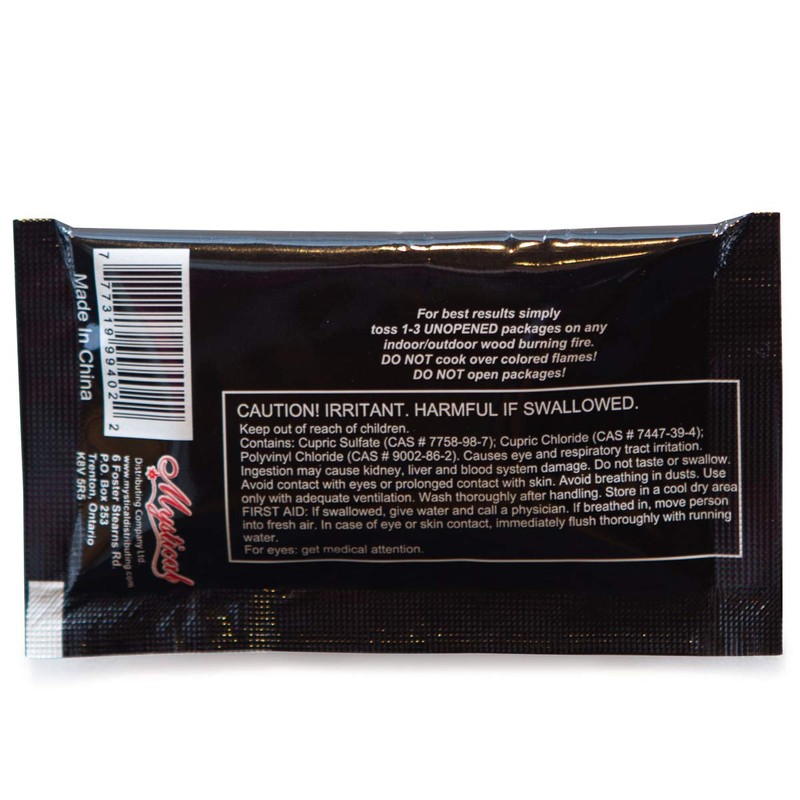 For best results simply
toss 1-3 UNOPENED packages on any
indoor/outdoor wood burning fire.
DO NOT cook over colored flames!
DO NOT open packages!
CAUTION! IRRITANT. HARMFUL IF SWALLOWED.
Keep out of reach of children.
Contains: Cupric Sulfate (CAS # 7758-98-7); Cupric Chloride (CAS # 7447-39-4);
Polyvinyl Chloride (CAS # 9002-86-2). Causes eye and respiratory tract irritation.
Ingestion may cause kidney, liver and blood system damage. Do not taste or swallow.
Avoid contact with eyes or prolonged contact with skin. Avoid breathing in dusts. Use
only with adequate ventilation. Wash thoroughly after handling. Store in a cool dry area
FIRST AID: If swallowed, give water and call a physician. If breathed in, move person
into fresh air. In case of eye or skin contact, immediately flush thoroughly with running
water.
For eyes: get medical attention.
7 77319 99402 2
Made In China
Mystical
Distributing Company Ltd
www.mysticaldistributing.com
6 Foster Stearns Rd.
P.O. Box 253
Trenton, Ontario
K8V 5R5